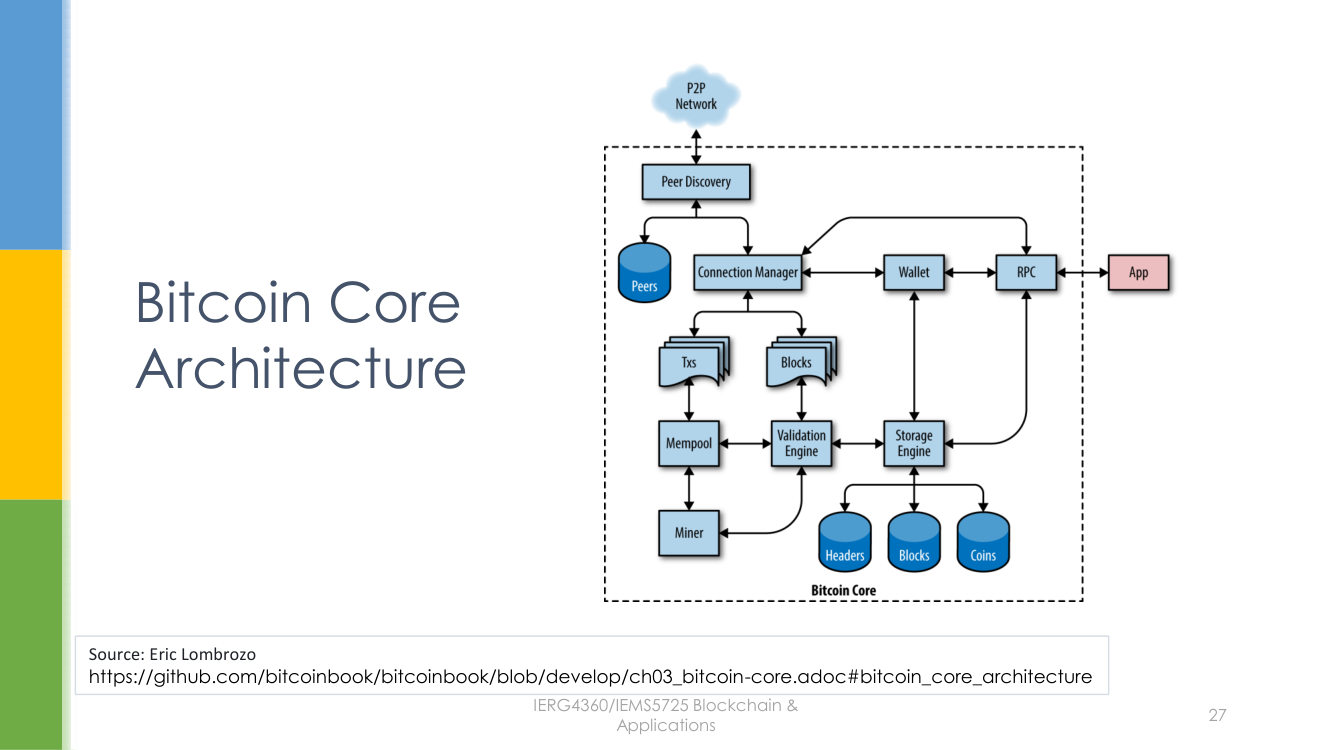 Bitcoin Core
Architecture
P2P
Network
Peer Discovery
Peers
Connection Manager
Wallet
RPC
App
Txs
Blocks
Mempool
Validation
Engine
Storage
Engine
Miner
Headers
Blocks
Coins
Bitcoin Core
Source: Eric Lombrozo
https://github.com/bitcoinbook/bitcoinbook/blob/develop/ch03_bitcoin-core.adoc#bitcoin_core_architecture
IERG4360/IEMS5725 Blockchain &
Applications
27